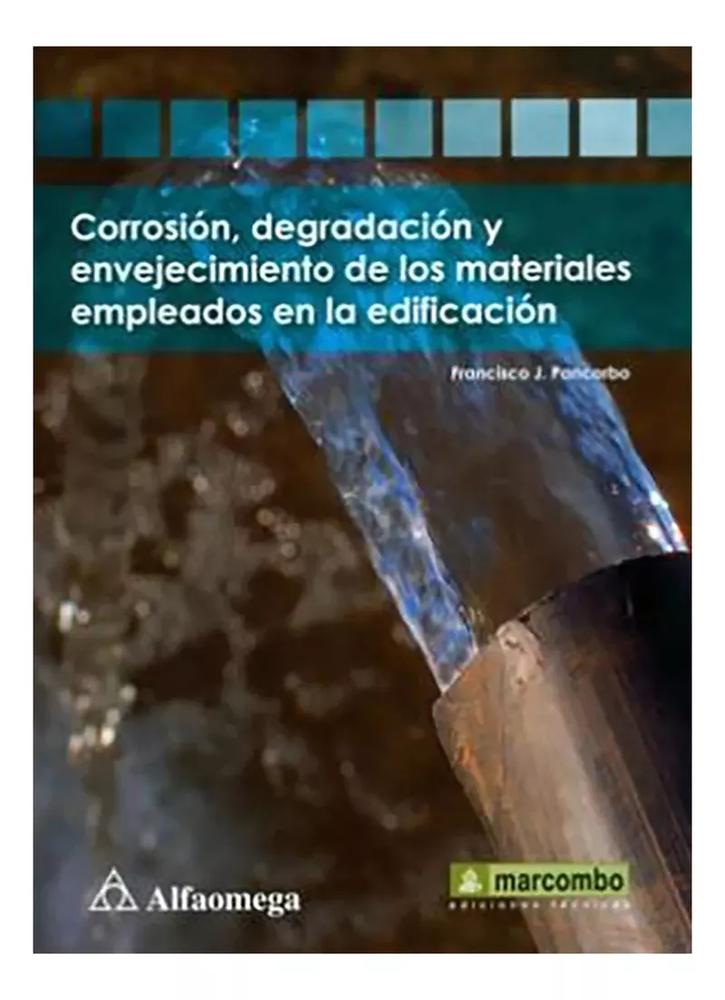 Corrosión, degradación y
envejecimiento de los materiales
empleados en la edificación
Francisco J. Pancorbo
Alfaomega
marcombo
ediciones técnicas